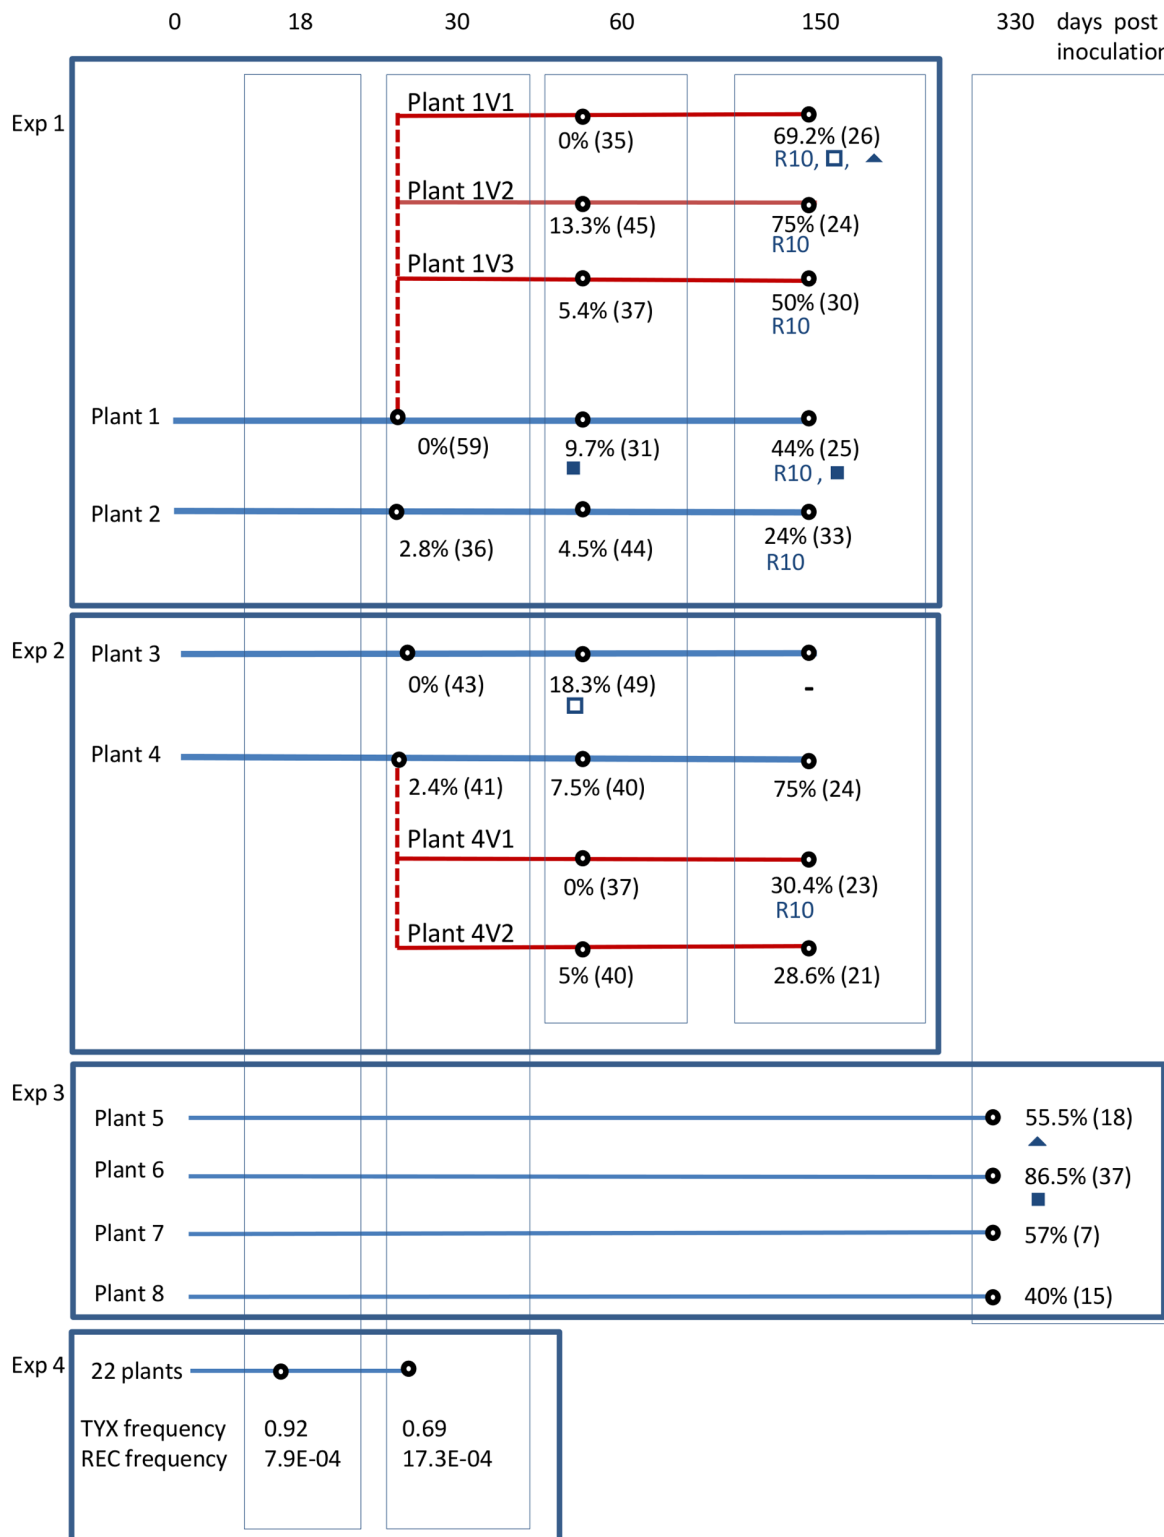 0 18 30 60 150 330 days post
inoculation
Exp 1
Plant 1V1
0% (35) 69.2% (26)
R10, ,
Plant 1V2
13.3% (45) 75% (24)
R10
Plant 1V3
5.4% (37) 50% (30)
R10
Plant 1
0%(59) 9.7% (31) 44% (25)
R10 ,
Plant 2
2.8% (36) 4.5% (44) 24% (33)
R10
Exp 2
Plant 3
0% (43) 18.3% (49) -
Plant 4
2.4% (41) 7.5% (40) 75% (24)
Plant 4V1
0% (37) 30.4% (23)
R10
Plant 4V2
5% (40) 28.6% (21)
Exp 3
Plant 5 55.5% (18)
Plant 6 86.5% (37)
Plant 7 57% (7)
Plant 8 40% (15)
Exp 4
22 plants
TYX frequency 0.92 0.69
REC frequency 7.9E-04 17.3E-04